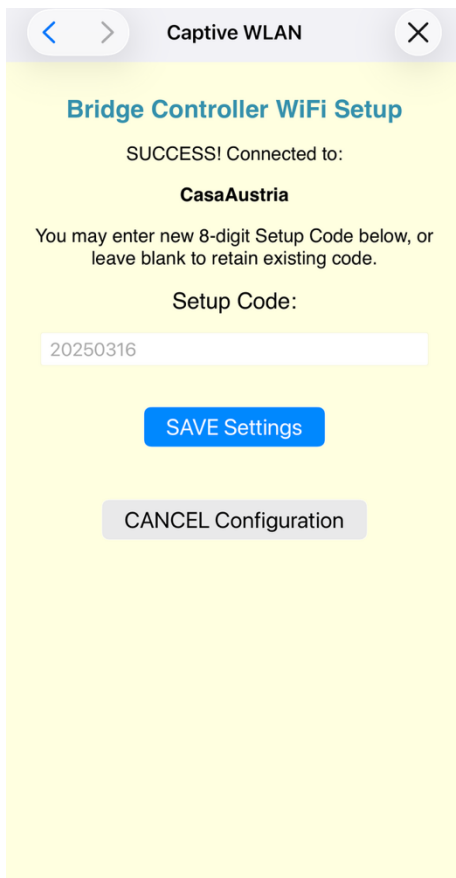 Captive WLAN
Bridge Controller WiFi Setup
SUCCESS! Connected to:
CasaAustria
You may enter new 8-digit Setup Code below, or
leave blank to retain existing code.
Setup Code:
20250316
SAVE Settings
CANCEL Configuration